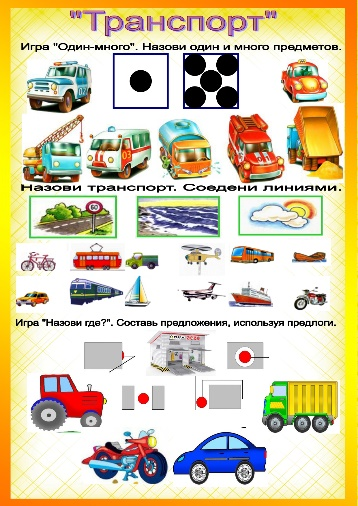 "Транспорт"
Игра "Один-много". Назови один и много предметов.
Назови транспорт. Соедени линиями.
Игра "Назови где?". Составь предложения, используя предлоги.